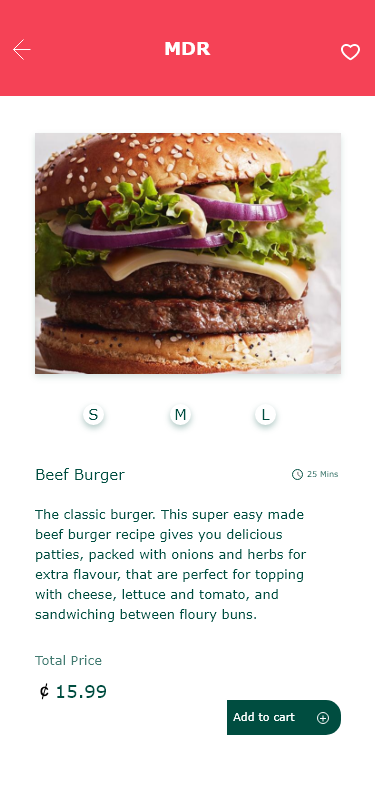 MDR
S M L
Beef Burger
25 Mins
The classic burger. This super easy made
beef burger recipe gives you delicious
patties, packed with onions and herbs for
extra flavour, that are perfect for topping
with cheese, lettuce and tomato, and
sandwiching between floury buns.
Total Price
¢ 15.99
Add to cart